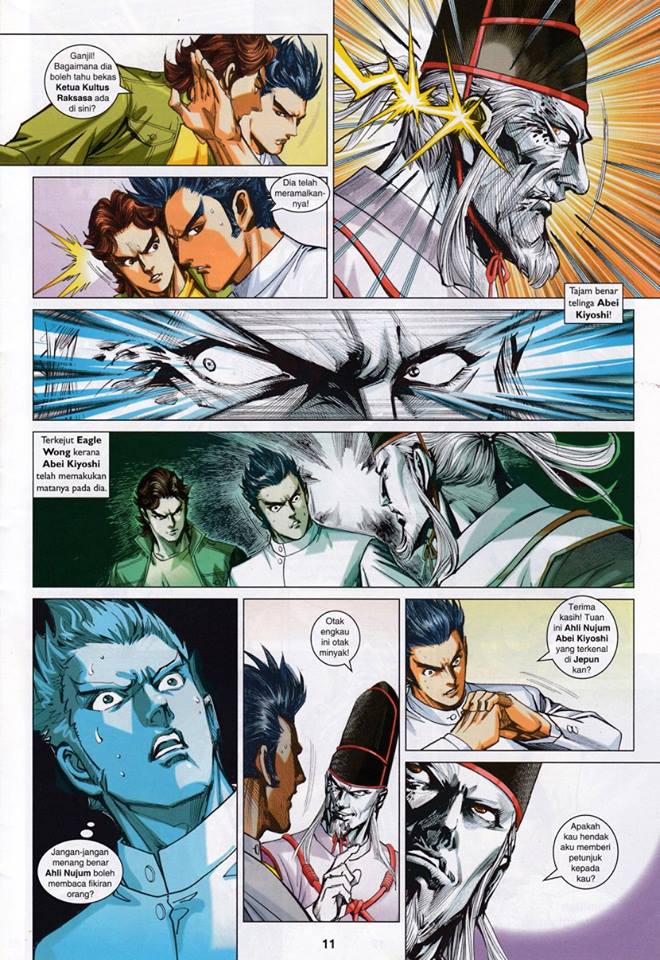 Ganjil!
Bagaimana dia
boleh tahu bekas
Ketua Kultus
Raksasa ada
di sini?
Dia telah
meramalkan-
nya!
Tajam benar
telinga Abei
Kiyoshi!
Terkejut Eagle
Wong kerana
Abei Kiyoshi
telah memakukan
matanya pada dia.
Jangan-jangan
menang benar
Ahli Nujum boleh
membaca fikiran
orang?
Otak
engkau
ini otak
minyak!
Terima
kasih! Tuan
ini Ahli Nujum
Abei Kiyoshi
yang terkenal
di Jepun
kan?
Apakah
kau hendak
aku memberi
petunjuk
kepada
kau?
11